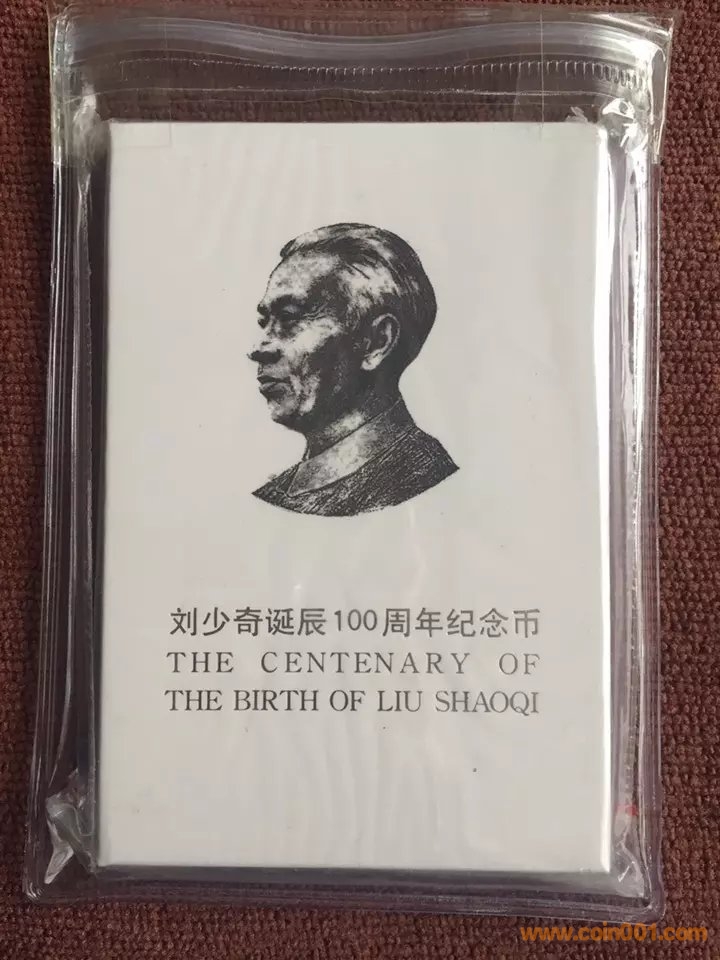 刘少奇诞辰100周年纪念币
THE CENTENARY OF
THE BIRTH OF LIU SHAOQI
www.coin001.com